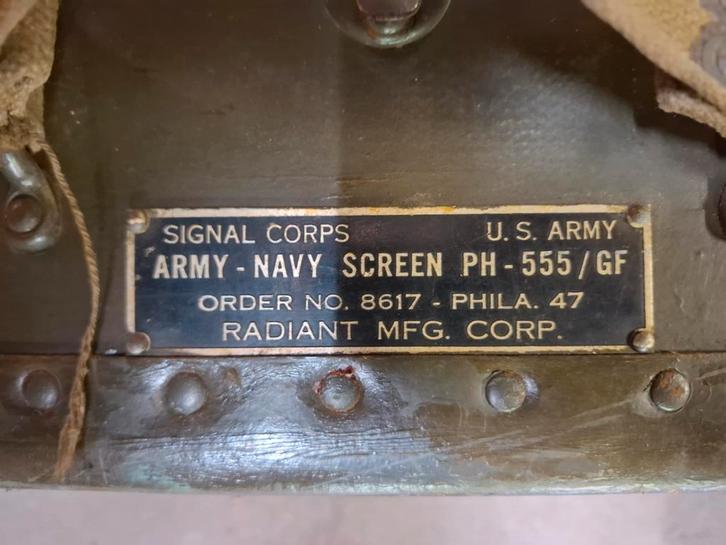 SIGNAL CORPS U. S. ARMY
ARMY - NAVY SCREEN PH - 555 / GF
ORDER NO. 8617 - PHILA. 47
RADIANT MFG. CORP.